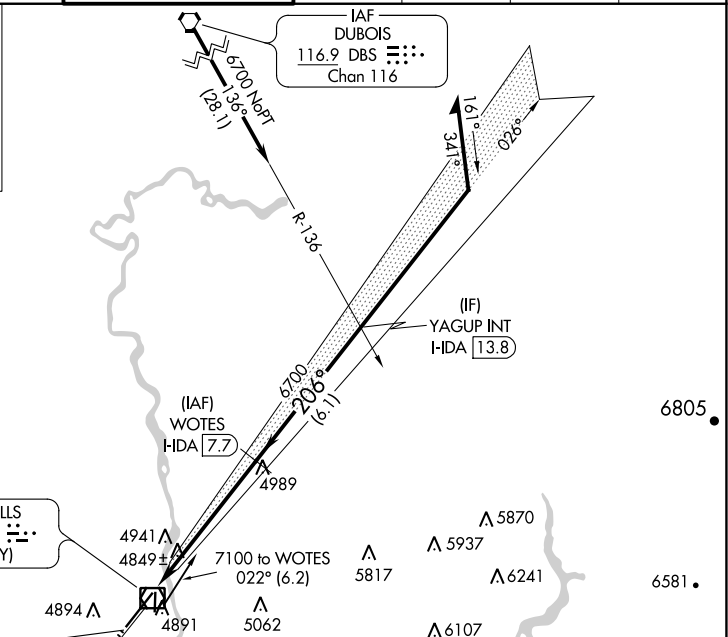 IAF
DUBOIS
116.9 DBS
Chan 116
6700 NoPT
136°
(28.1)
R-136
161°
341°
026°
(IF)
YAGUP INT
I-IDA 13.8
6700
206°
(6.1)
(IAF)
WOTES
I-IDA 7.7
6805
4989
LLS
Y)
4941
4849±
7100 to WOTES
022° (6.2)
5870
5937
5817
6241
6581
4894
4891
5062
6107